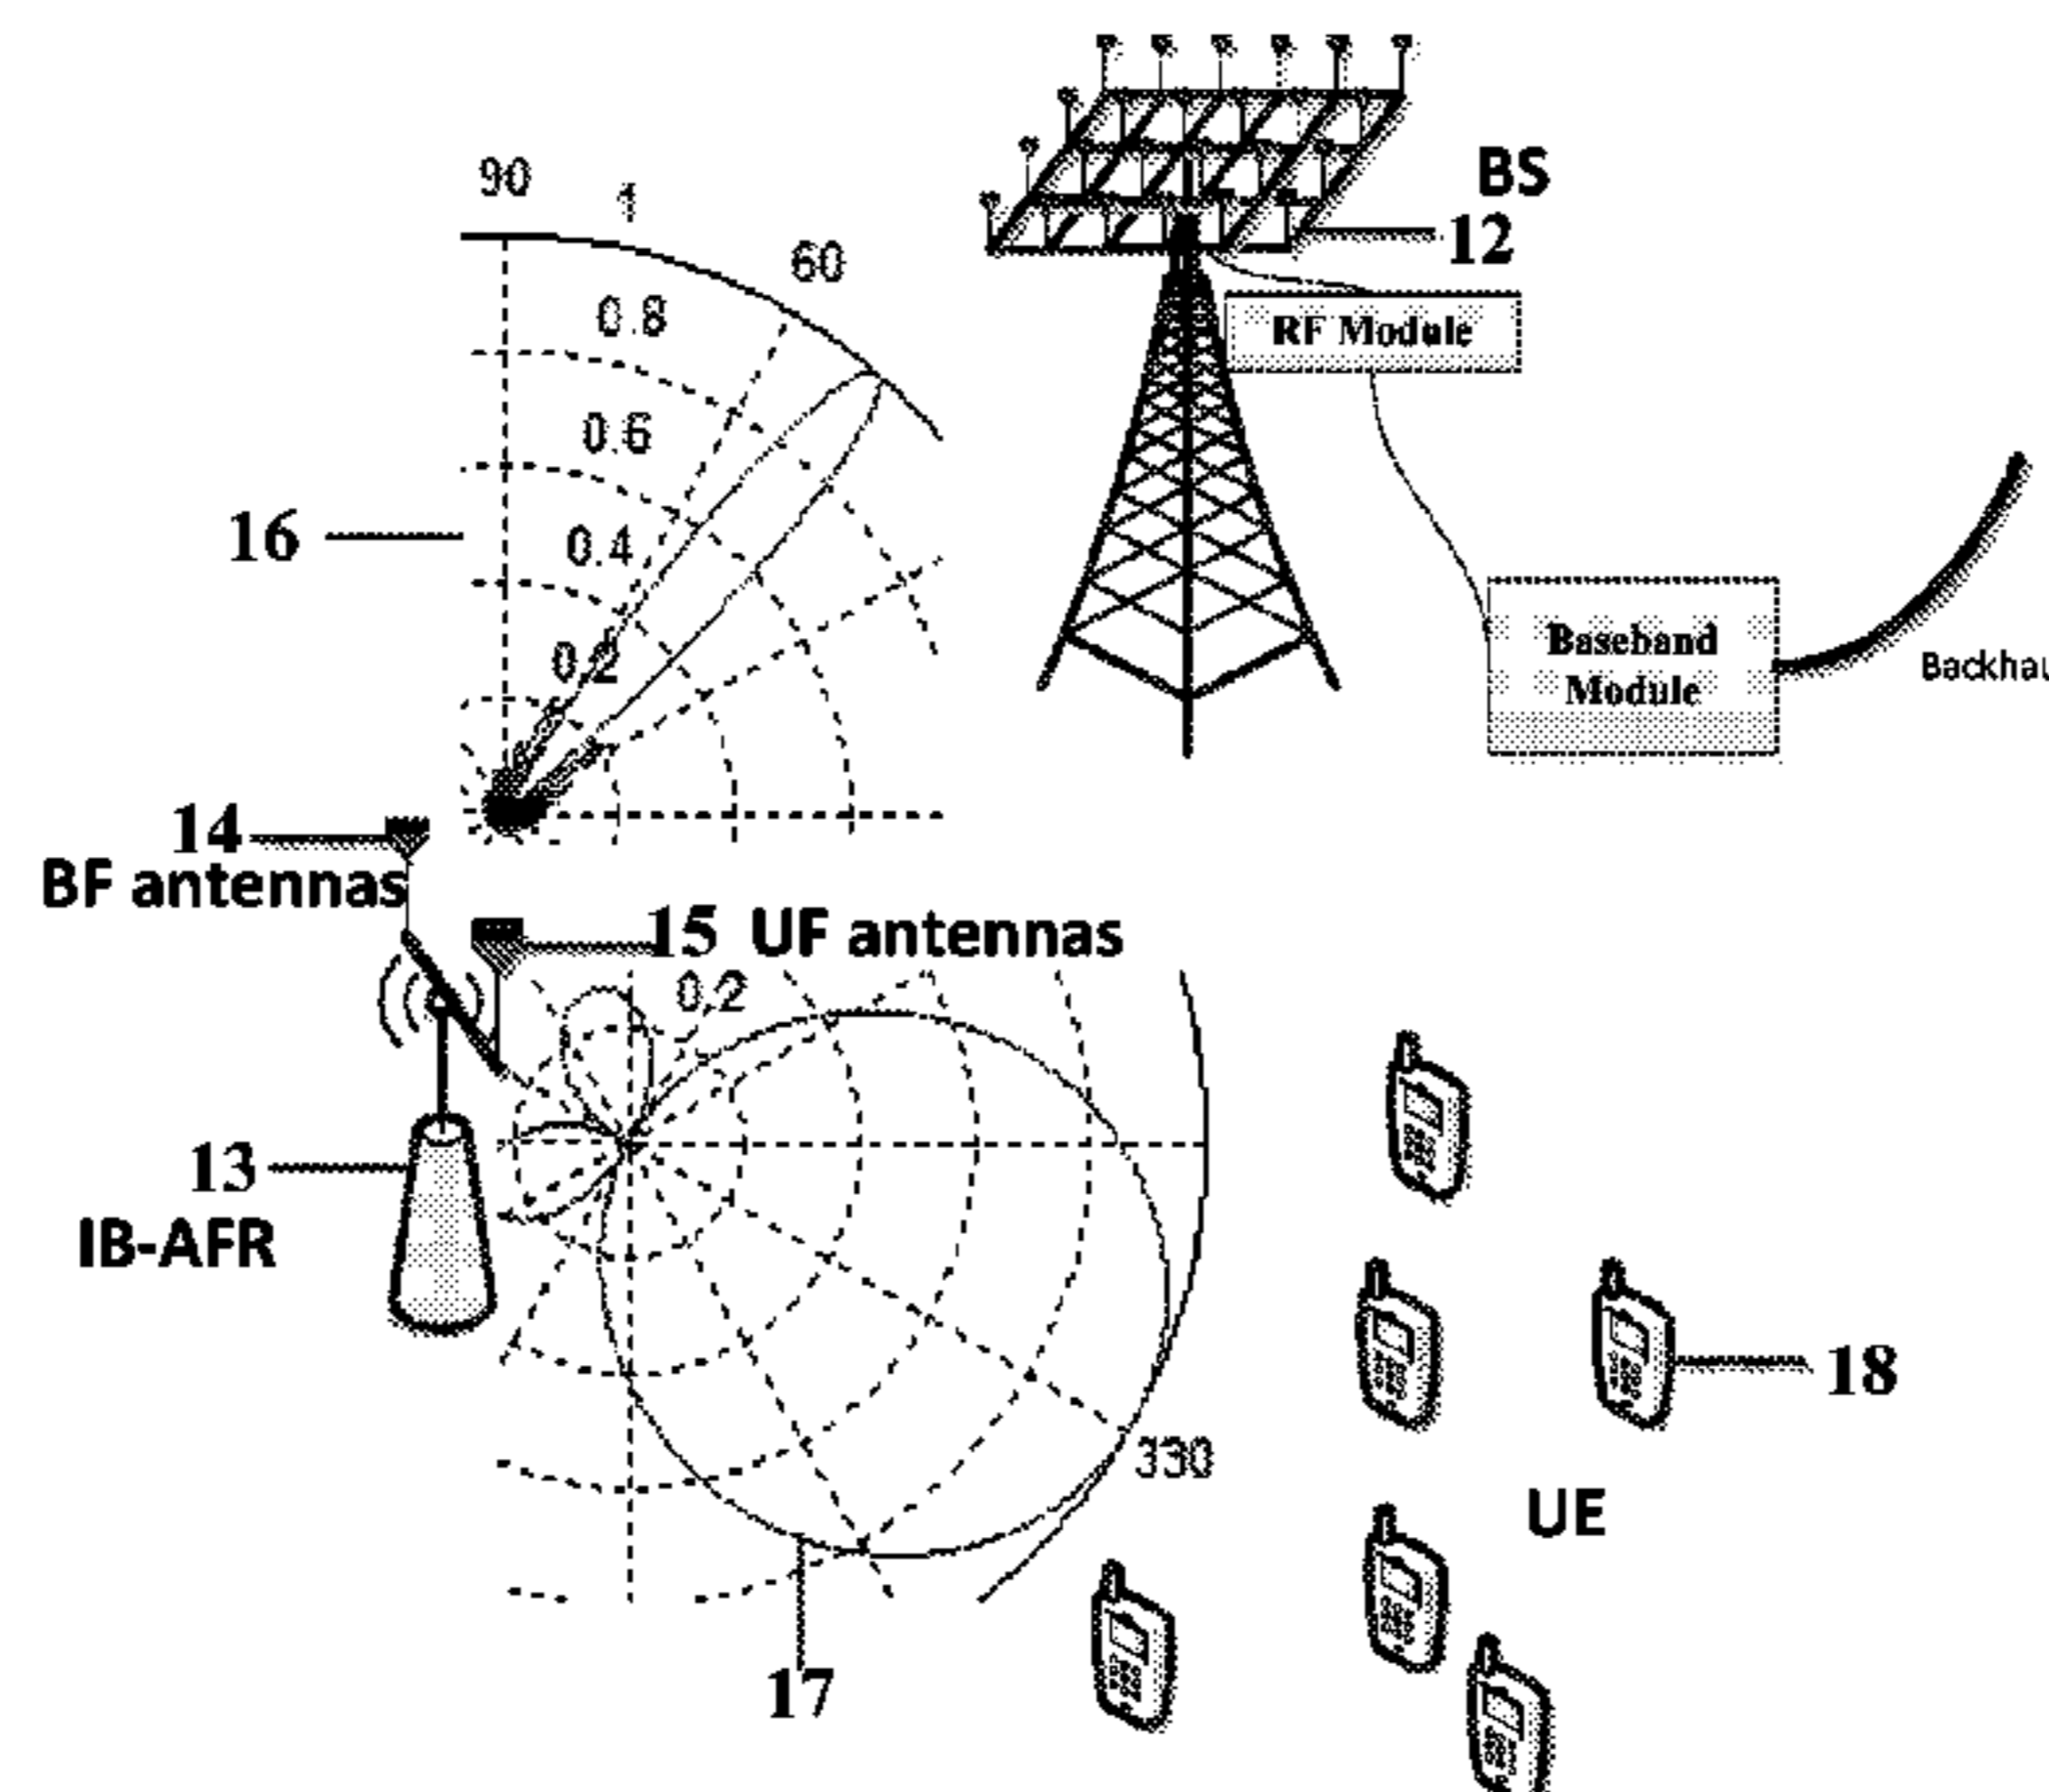 BS
90
1
12
60
0.8
RF Module
0.6
16
0.4
Baseband
Module
0.2
Backhau
14
BF antennas
15 UF antennas
0.2
13
IB-AFR
18
330
UE
17